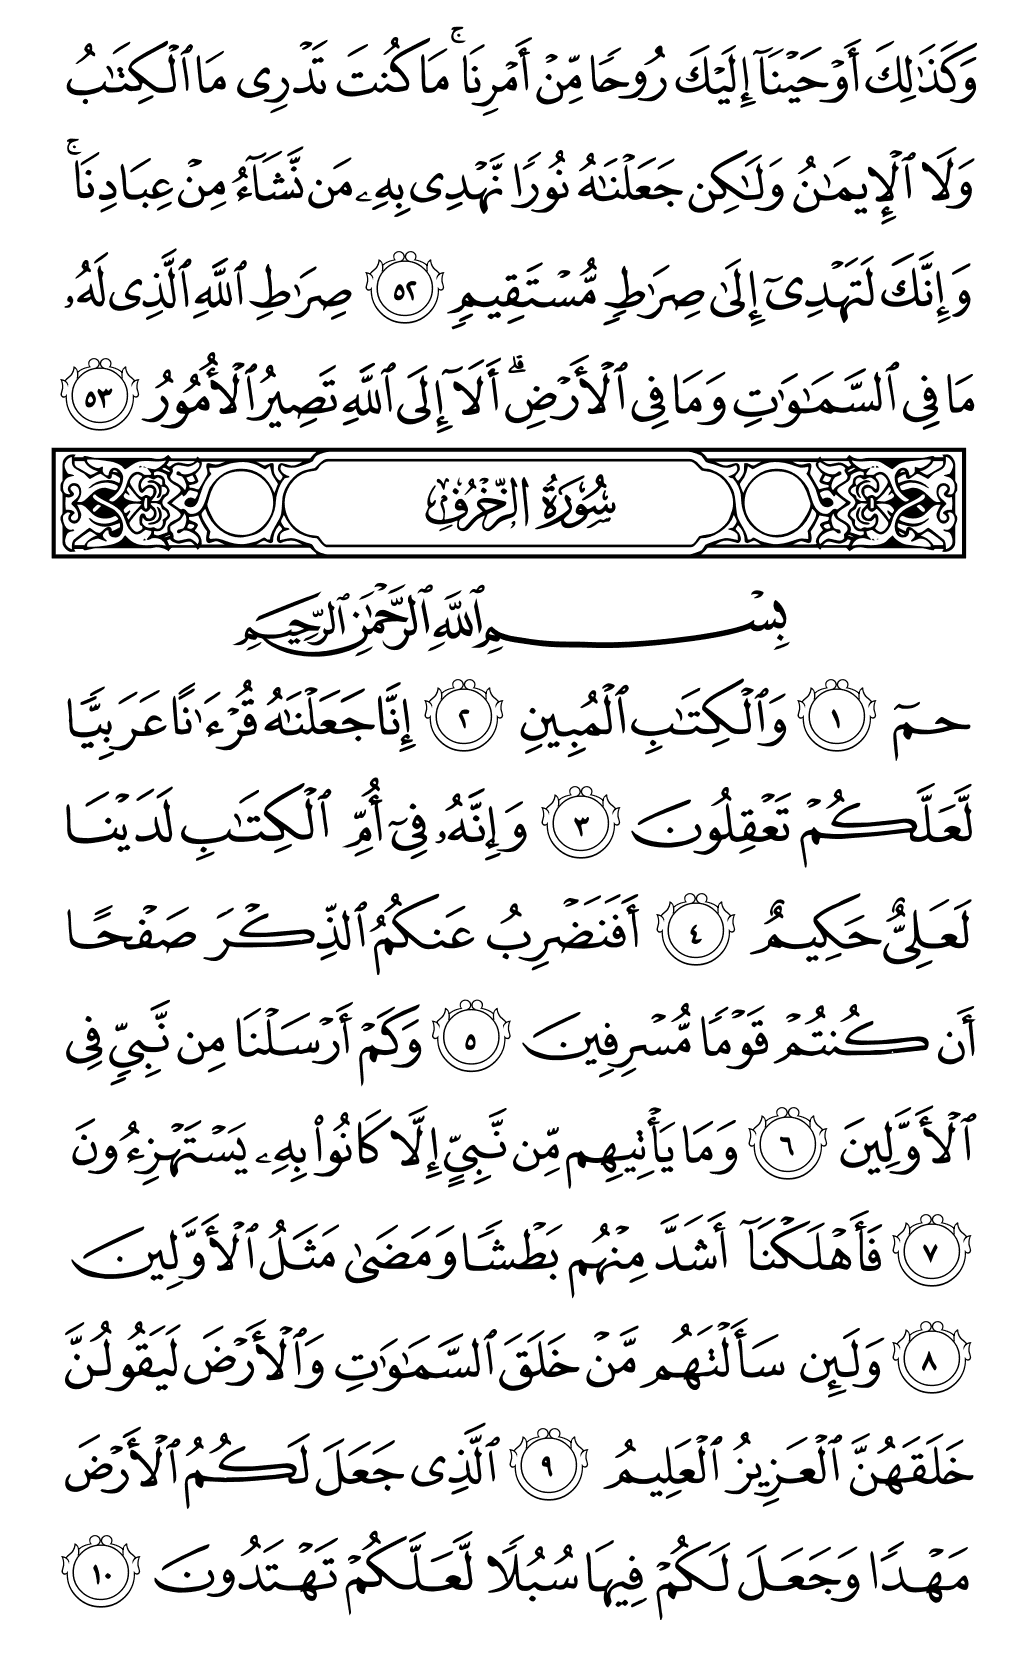 وَكَذَٰلِكَ أَوْحَيْنَآ إِلَيْكَ رُوحًا مِّنْ أَمْرِنَا ۚ مَا كُنتَ تَدْرِى مَا ٱلْكِتَٰبُ
وَلَا ٱلْإِيمَٰنُ وَلَٰكِن جَعَلْنَٰهُ نُورًا نَّهْدِى بِهِۦ مَن نَّشَآءُ مِنْ عِبَادِنَا ۚ
وَإِنَّكَ لَتَهْدِىٓ إِلَىٰ صِرَٰطٍ مُّسْتَقِيمٍ ٥٢ صِرَٰطِ ٱللَّهِ ٱلَّذِى لَهُۥ
مَا فِى ٱلسَّمَٰوَٰتِ وَمَا فِى ٱلْأَرْضِ ۗ أَلَآ إِلَى ٱللَّهِ تَصِيرُ ٱلْأُمُورُ ٥٣
سُورَةُ الزُّخْرُفِ
بِسْمِ ٱللَّهِ ٱلرَّحْمَٰنِ ٱلرَّحِيمِ
حمٓ ١ وَٱلْكِتَٰبِ ٱلْمُبِينِ ٢ إِنَّا جَعَلْنَٰهُ قُرْءَٰنًا عَرَبِيًّا
لَّعَلَّكُمْ تَعْقِلُونَ ٣ وَإِنَّهُۥ فِىٓ أُمِّ ٱلْكِتَٰبِ لَدَيْنَا
لَعَلِىٌّ حَكِيمٌ ٤ أَفَنَضْرِبُ عَنكُمُ ٱلذِّكْرَ صَفْحًا
أَن كُنتُمْ قَوْمًا مُّسْرِفِينَ ٥ وَكَمْ أَرْسَلْنَا مِن نَّبِىٍّ فِى
ٱلْأَوَّلِينَ ٦ وَمَا يَأْتِيهِم مِّن نَّبِىٍّ إِلَّا كَانُوا۟ بِهِۦ يَسْتَهْزِءُونَ
٧ فَأَهْلَكْنَآ أَشَدَّ مِنْهُم بَطْشًا وَمَضَىٰ مَثَلُ ٱلْأَوَّلِينَ
٨ وَلَئِن سَأَلْتَهُم مَّنْ خَلَقَ ٱلسَّمَٰوَٰتِ وَٱلْأَرْضَ لَيَقُولُنَّ
خَلَقَهُنَّ ٱلْعَزِيزُ ٱلْعَلِيمُ ٩ ٱلَّذِى جَعَلَ لَكُمُ ٱلْأَرْضَ
مَهْدًا وَجَعَلَ لَكُمْ فِيهَا سُبُلًا لَّعَلَّكُمْ تَهْتَدُونَ ١٠